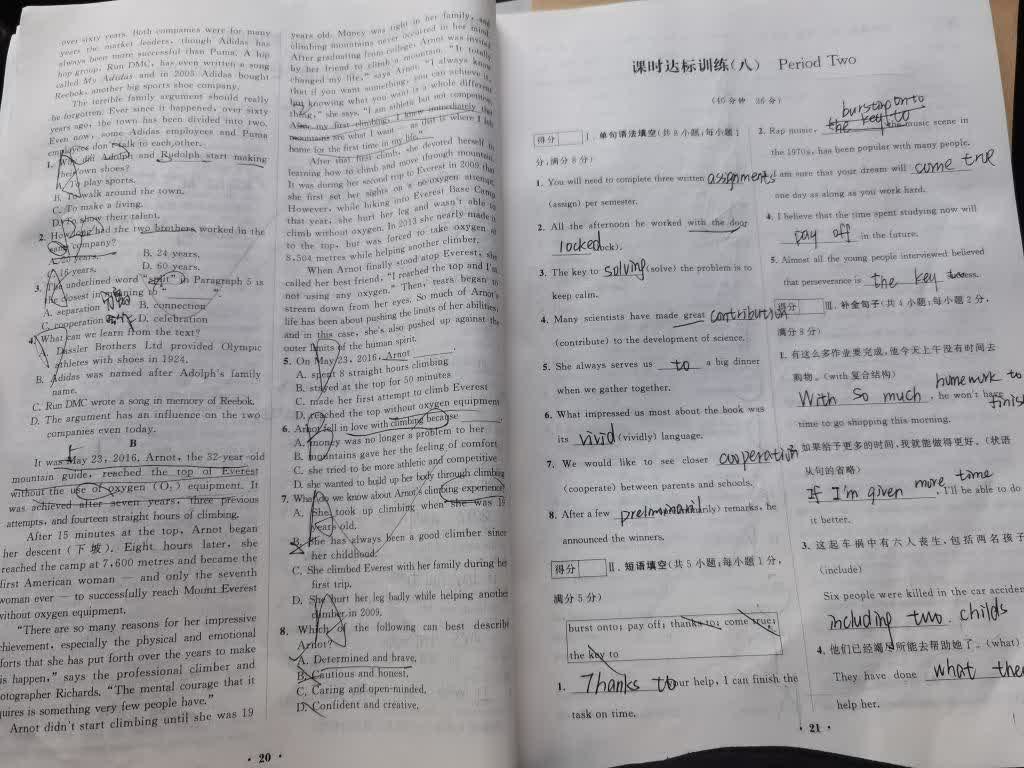 over sixty years. Both companies were for many
years the market leaders, though Adidas has
always been more successful than Puma. A hip
hop group, Run DMC, has even written a song
called My Adidas and in 2005 Adidas bought
Reebok, another big sports shoe company.
The terrible family argument should really
be forgotten. Ever since it happened, over sixty
years ago, the town has been divided into two.
Even now, some Adidas employees and Puma
employees don't talk to each other.
1. Why did Adolph and Rudolph start making
their own shoes?
A. To play sports.
B. To walk around the town.
C. To make a living.
D. To show their talent.
2. How long had the two brothers worked in the
company?
A. 20 years. B. 24 years.
C. 16 years. D. 60 years.
3. The underlined word "split" in Paragraph 5 is
the closest in meaning to "
A. separation B. connection
C. cooperation D. celebration
4. What can we learn from the text?
A. Dassler Brothers Ltd provided Olympic
athletes with shoes in 1924.
B. Adidas was named after Adolph's family
name.
C. Run DMC wrote a song in memory of Reebok.
D. The argument has an influence on the two
companies even today.
B
It was May 23, 2016. Arnot, the 32-year-old
mountain guide, reached the top of Everest
without the use of oxygen (O₂) equipment. It
was achieved after seven years, three previous
attempts, and fourteen straight hours of climbing.
After 15 minutes at the top, Arnot began
her descent (下坡). Eight hours later, she
reached the camp at 7,600 metres and became the
first American woman — and only the seventh
woman ever — to successfully reach Mount Everest
without oxygen equipment.
"There are so many reasons for her impressive
achievement, especially the physical and emotional
forts that she has put forth over the years to make
is happen," says the professional climber and
otographer Richards. "The mental courage that it
quires is something very few people have."
Arnot didn't start climbing until she was 19
· 20 ·
years old. Money was tight in her family, and
climbing mountains never occurred to her mind.
After graduating from college, Arnot was invited
by her friend to climb a mountain. "It totally
changed my life," says Arnot. "I always knew
that if you want something, you can achieve it,
but knowing what you want is a whole different
thing," she says. "I am athletic but not competitive.
After my first climbing, I knew immediately that
mountains are what I want — as that is where I felt
home for the first time in my life."
After that first climb, she devoted herself to
learning how to climb and move through mountains.
It was during her second trip to Everest in 2009 that
she first set her sights on a no-oxygen attempt.
However, while hiking into Everest Base Camp
that year, she hurt her leg and wasn't able to
climb without oxygen. In 2013 she nearly made it
to the top, but was forced to take oxygen at
8,504 metres while helping another climber.
When Arnot finally stood atop Everest, she
called her best friend, "I reached the top and I'm
not using any oxygen." Then, tears began to
stream down her eyes. So much of Arnot's
life has been about pushing the limits of her abilities,
and in this case, she's also pushed up against the
outer limits of the human spirit.
5. On May 23, 2016, Arnot ______.
A. spent 8 straight hours climbing
B. stayed at the top for 50 minutes
C. made her first attempt to climb Everest
D. reached the top without oxygen equipment
6. Arnot fell in love with climbing because ______.
A. money was no longer a problem to her
B. mountains gave her the feeling of comfort
C. she tried to be more athletic and competitive
D. she wanted to build up her body through climbing
7. What do we know about Arnot's climbing experience?
A. She took up climbing when she was 19
years old.
B. She has always been a good climber since
her childhood.
C. She climbed Everest with her family during her
first trip.
D. She hurt her leg badly while helping another
climber in 2009.
8. Which of the following can best describe
Arnot?
A. Determined and brave.
B. Cautious and honest.
C. Caring and open-minded.
D. Confident and creative.
课时达标训练(八) Period Two
(40分钟 36分)
得分 Ⅰ. 单句语法填空(共8小题;每小题1
分,满分8分)
1. You will need to complete three written assignments
(assign) per semester.
2. All the afternoon he worked with the door
locked (lock).
3. The key to solving (solve) the problem is to
keep calm.
4. Many scientists have made great contribution
(contribute) to the development of science.
5. She always serves us to a big dinner
when we gather together.
6. What impressed us most about the book was
its vivid (vividly) language.
7. We would like to see closer cooperation
(cooperate) between parents and schools.
8. After a few remarks, he
announced the winners.
得分 Ⅱ. 短语填空(共5小题;每小题1分,
满分5分)
burst onto; pay off; thanks to; come true;
the key to
1. Thanks to your help, I can finish the
task on time.
burst onto
2. Rap music, the key to the music scene in
the 1970s, has been popular with many people.
I am sure that your dream will come true
one day as along as you work hard.
4. I believe that the time spent studying now will
pay off in the future.
5. Almost all the young people interviewed believed
that perseverance is the key success.
得分 Ⅲ. 补全句子(共4小题;每小题2分,
满分8分)
1. 有这么多作业要完成,他今天上午没有时间去
购物。(with复合结构)
With so much homework to finish, he won't have
time to go shopping this morning.
2. 如果给予更多的时间,我就能做得更好。(状语
从句的省略)
If I'm given more time, I'll be able to do
it better.
3. 这起车祸中有六人丧生,包括两名孩子
(include)
Six people were killed in the car accident
including two childs
4. 他们已经竭尽所能去帮助她了。(what)
They have done what the
help her.
· 21 ·